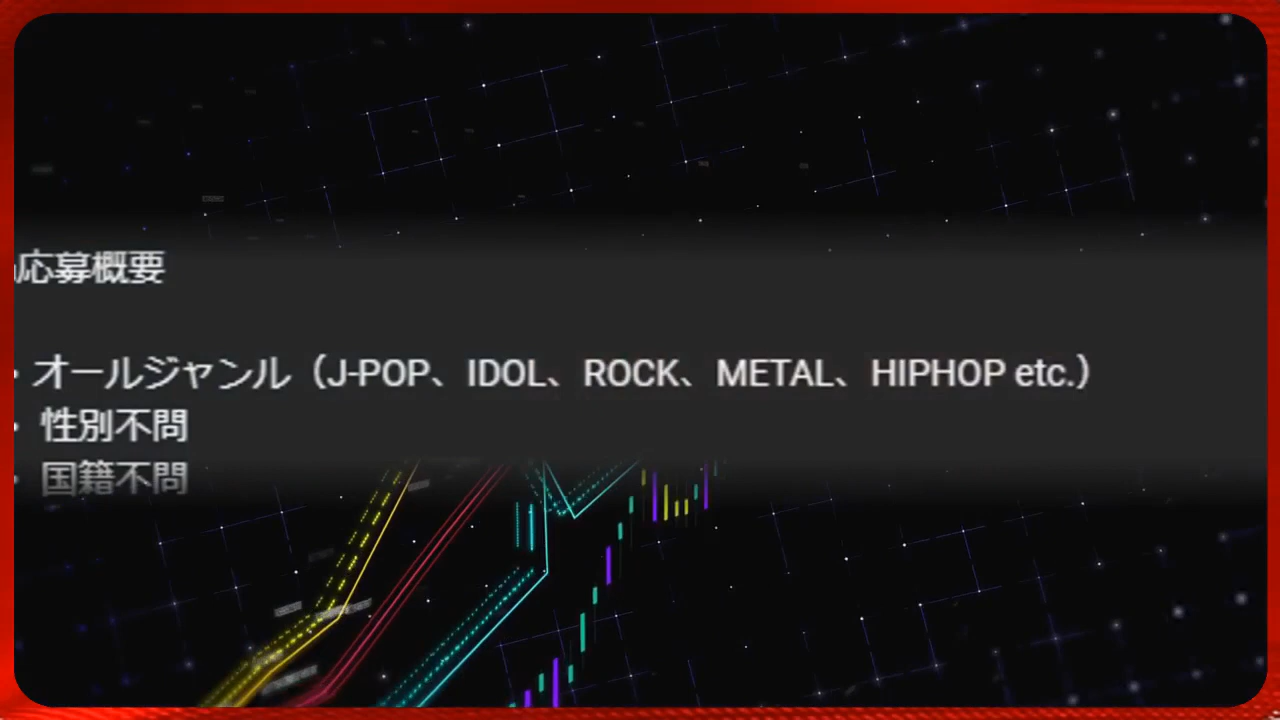 応募概要
・ オールジャンル（J-POP、IDOL、ROCK、METAL、HIPHOP etc.）
・ 性別不問
・ 国籍不問